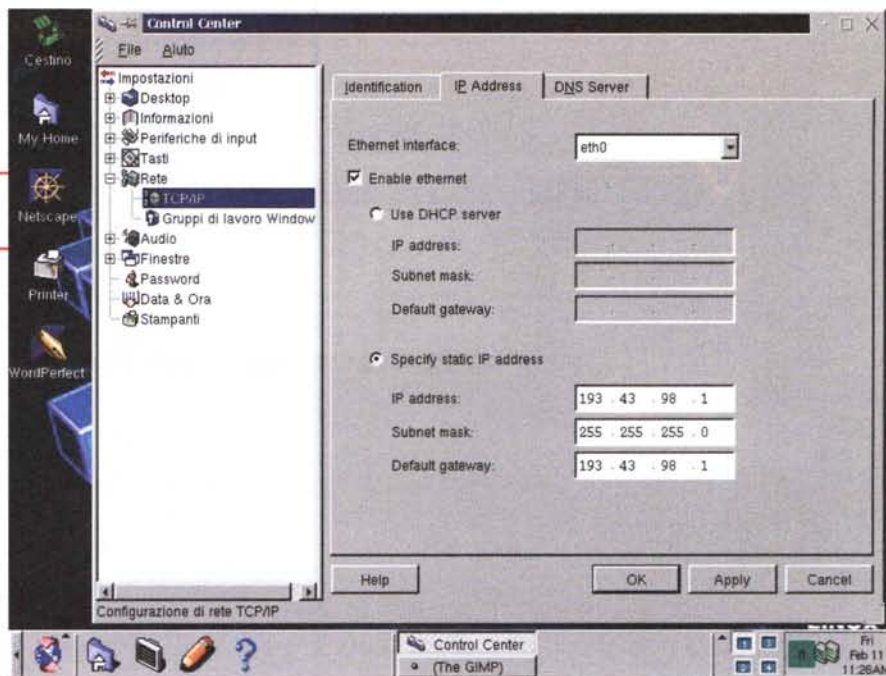 Control Center
File Aiuto
Cestino
My Home
Netscape
Printer
WordPerfect
Impostazioni
Desktop
Informazioni
Periferiche di input
Tasti
Rete
TCP/IP
Gruppi di lavoro Window
Audio
Finestre
Password
Data & Ora
Stampanti
Configurazione di rete TCP/IP
Identification IP Address DNS Server
Ethernet interface: eth0
Enable ethernet
Use DHCP server
IP address:
Subnet mask:
Default gateway:
Specify static IP address
IP address: 193 . 43 . 98 . 1
Subnet mask: 255 . 255 . 255 . 0
Default gateway: 193 . 43 . 98 . 1
Help OK Apply Cancel
Control Center
(The GIMP)
Fri
Feb 11
11:26AM